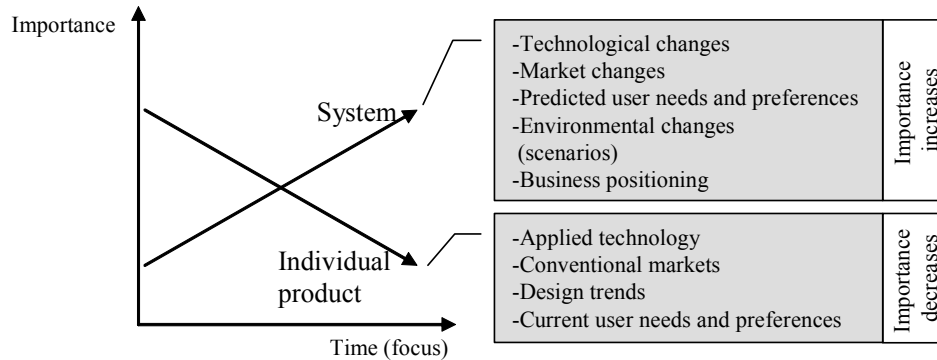 Importance
System
Individual
product
Time (focus)
-Technological changes
-Market changes
-Predicted user needs and preferences
-Environmental changes
(scenarios)
-Business positioning
Importance
increases
-Applied technology
-Conventional markets
-Design trends
-Current user needs and preferences
Importance
decreases